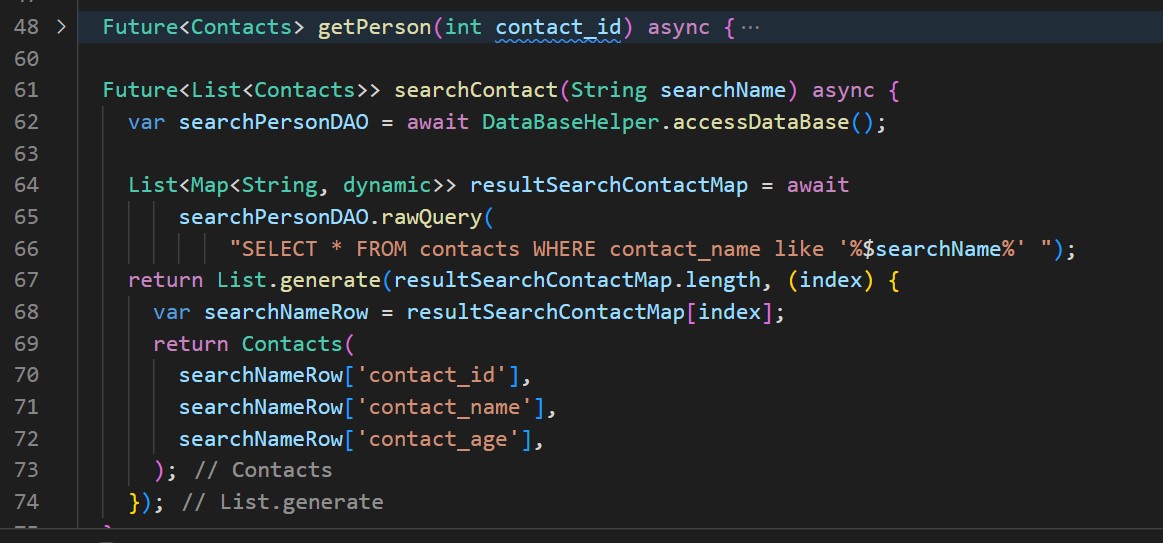 48 > Future<Contacts> getPerson(int contact_id) async {···
60
61 Future<List<Contacts>> searchContact(String searchName) async {
62 var searchPersonDAO = await DataBaseHelper.accessDataBase();
63
64 List<Map<String, dynamic>> resultSearchContactMap = await
65 searchPersonDAO.rawQuery(
66 "SELECT * FROM contacts WHERE contact_name like '%$searchName%' ");
67 return List.generate(resultSearchContactMap.length, (index) {
68 var searchNameRow = resultSearchContactMap[index];
69 return Contacts(
70 searchNameRow['contact_id'],
71 searchNameRow['contact_name'],
72 searchNameRow['contact_age'],
73 ); // Contacts
74 }); // List.generate